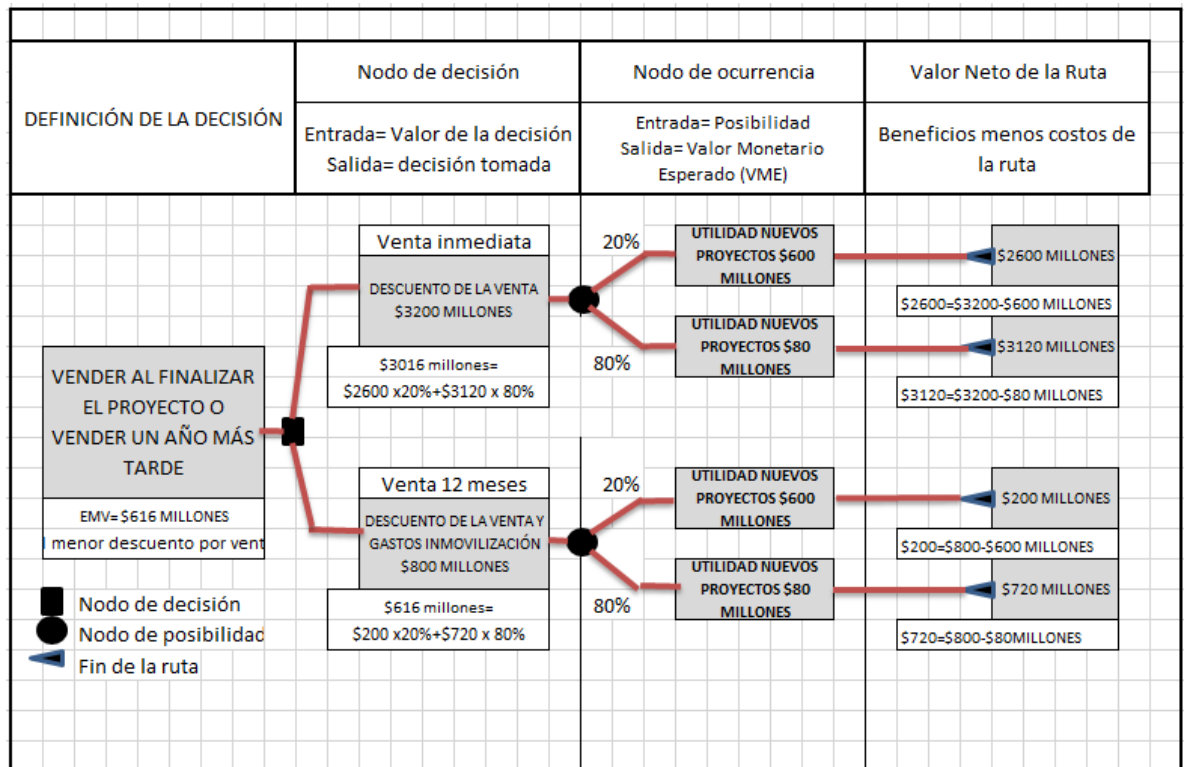 DEFINICIÓN DE LA DECISIÓN
Nodo de decisión
Entrada= Valor de la decisión
Salida= decisión tomada
Nodo de ocurrencia
Entrada= Posibilidad
Salida= Valor Monetario
Esperado (VME)
Valor Neto de la Ruta
Beneficios menos costos de
la ruta
VENDER AL FINALIZAR
EL PROYECTO O
VENDER UN AÑO MÁS
TARDE
EMV= $616 MILLONES
l menor descuento por vent
Venta inmediata
DESCUENTO DE LA VENTA
$3200 MILLONES
$3016 millones=
$2600 x20%+$3120 x 80%
20%
UTILIDAD NUEVOS
PROYECTOS $600
MILLONES
$2600 MILLONES
$2600=$3200-$600 MILLONES
80%
UTILIDAD NUEVOS
PROYECTOS $80
MILLONES
$3120 MILLONES
$3120=$3200-$80 MILLONES
Venta 12 meses
DESCUENTO DE LA VENTA Y
GASTOS INMOVILIZACIÓN
$800 MILLONES
$616 millones=
$200 x20%+$720 x 80%
20%
UTILIDAD NUEVOS
PROYECTOS $600
MILLONES
$200 MILLONES
$200=$800-$600 MILLONES
80%
UTILIDAD NUEVOS
PROYECTOS $80
MILLONES
$720 MILLONES
$720=$800-$80MILLONES
Nodo de decisión
Nodo de posibilidad
Fin de la ruta